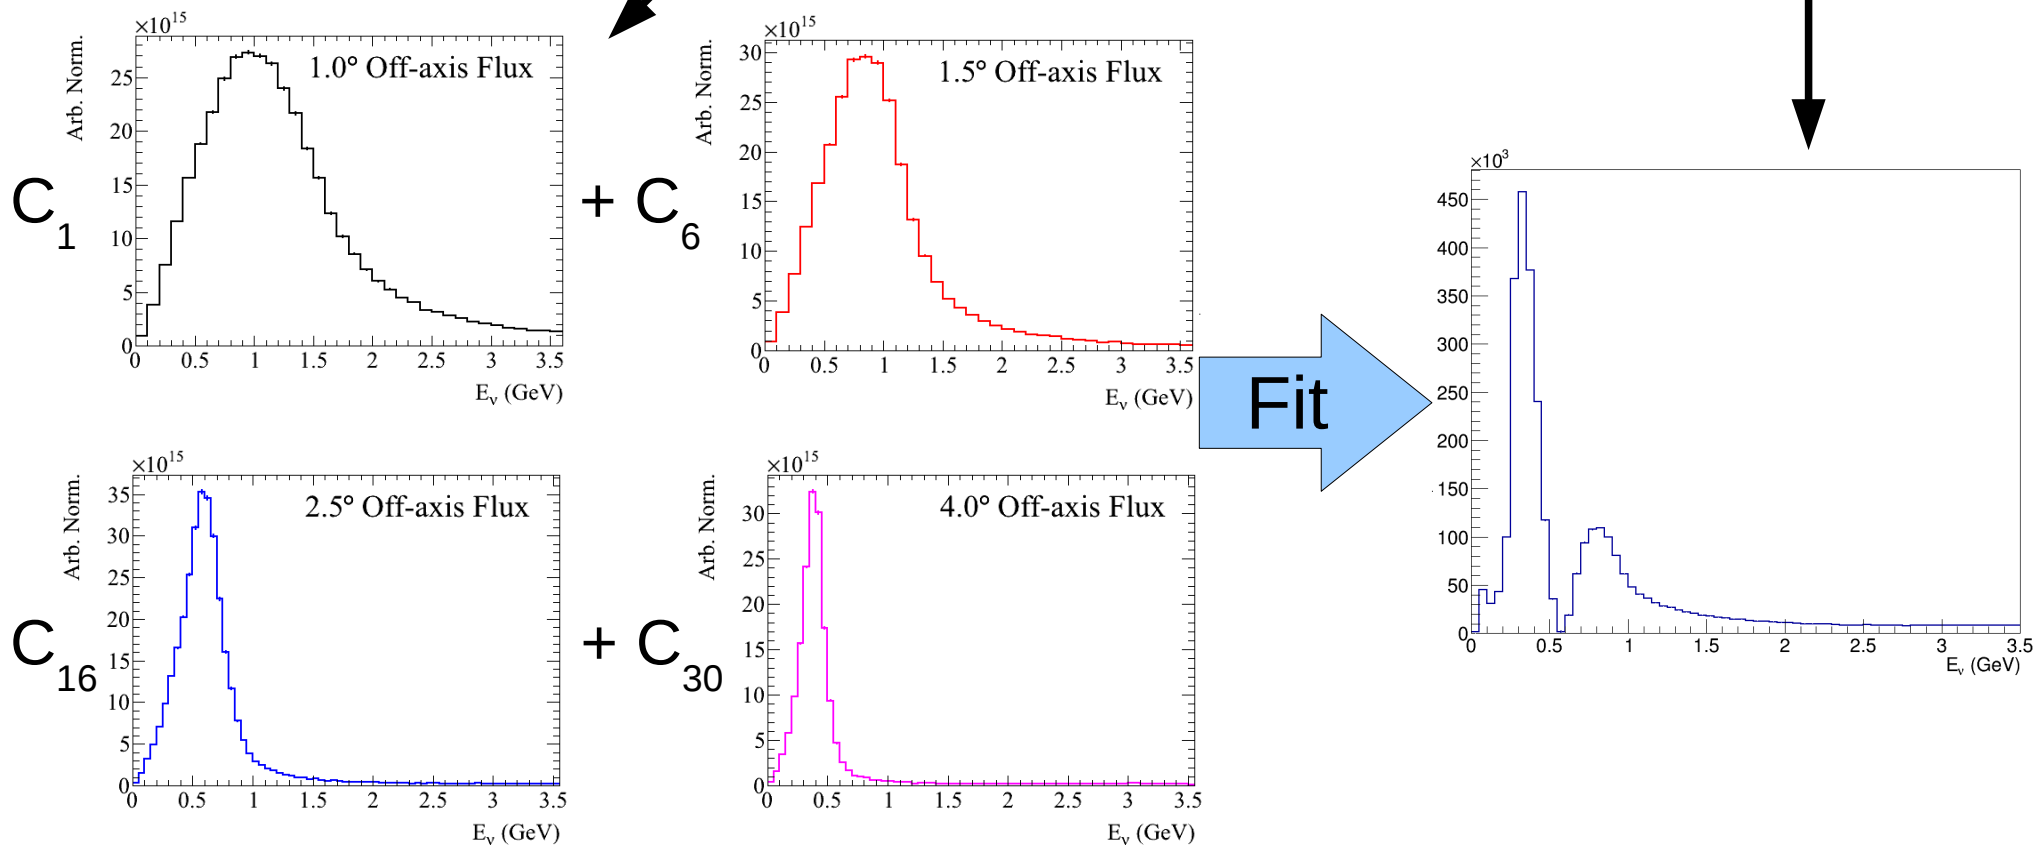 ×10¹⁵
Arb. Norm.
1.0° Off-axis Flux
25
20
15
10
5
0
0 0.5 1 1.5 2 2.5 3 3.5
Eᵥ (GeV)
C₁
×10¹⁵
Arb. Norm.
1.5° Off-axis Flux
30
25
20
15
10
5
0
0 0.5 1 1.5 2 2.5 3 3.5
Eᵥ (GeV)
+ C₆
×10¹⁵
Arb. Norm.
2.5° Off-axis Flux
35
30
25
20
15
10
5
0
0 0.5 1 1.5 2 2.5 3 3.5
Eᵥ (GeV)
C₁₆
×10¹⁵
Arb. Norm.
4.0° Off-axis Flux
30
25
20
15
10
5
0
0 0.5 1 1.5 2 2.5 3 3.5
Eᵥ (GeV)
+ C₃₀
Fit
×10³
450
400
350
300
250
200
150
100
50
0
0 0.5 1 1.5 2 2.5 3 3.5
Eᵥ (GeV)